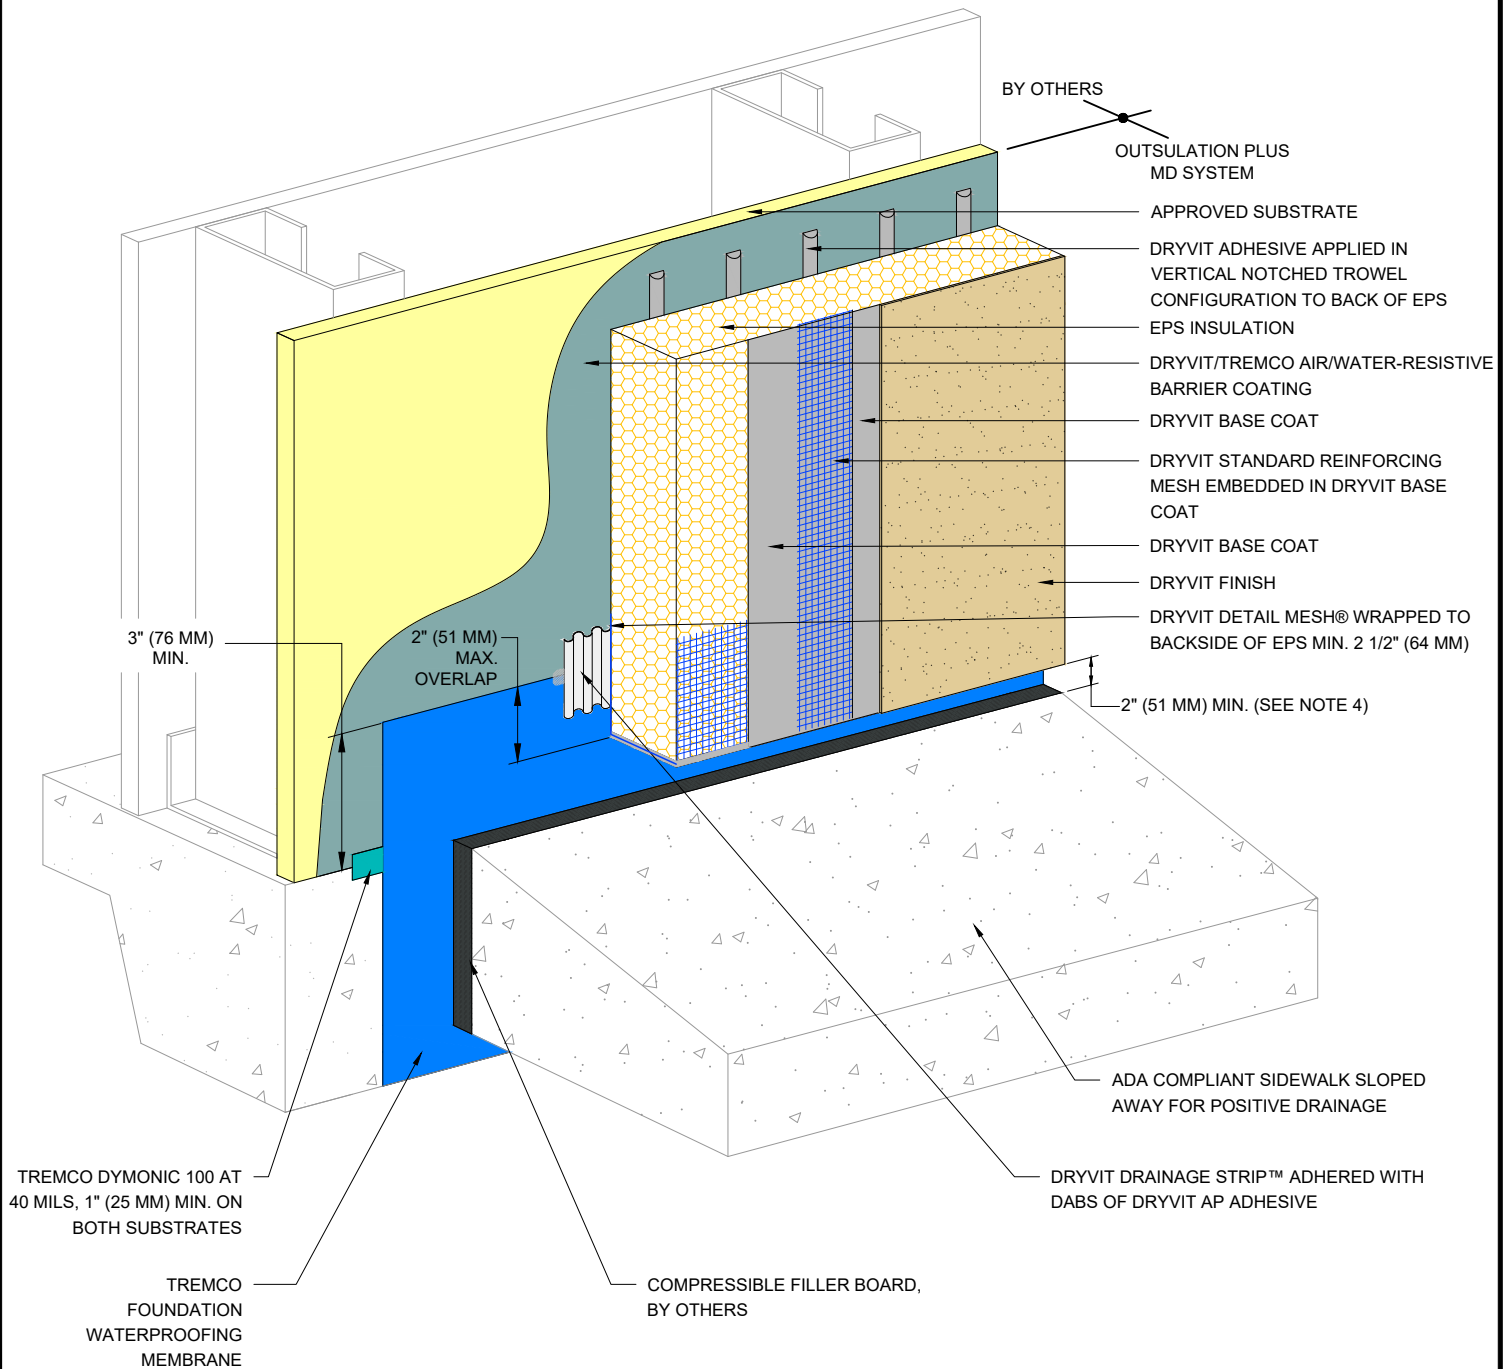 BY OTHERS
OUTSULATION PLUS
MD SYSTEM
APPROVED SUBSTRATE
DRYVIT ADHESIVE APPLIED IN
VERTICAL NOTCHED TROWEL
CONFIGURATION TO BACK OF EPS
EPS INSULATION
DRYVIT/TREMCO AIR/WATER-RESISTIVE
BARRIER COATING
DRYVIT BASE COAT
DRYVIT STANDARD REINFORCING
MESH EMBEDDED IN DRYVIT BASE
COAT
DRYVIT BASE COAT
DRYVIT FINISH
DRYVIT DETAIL MESH® WRAPPED TO
BACKSIDE OF EPS MIN. 2 1/2" (64 MM)
3" (76 MM)
MIN.
2" (51 MM)
MAX.
OVERLAP
2" (51 MM) MIN. (SEE NOTE 4)
ADA COMPLIANT SIDEWALK SLOPED
AWAY FOR POSITIVE DRAINAGE
DRYVIT DRAINAGE STRIP™ ADHERED WITH
DABS OF DRYVIT AP ADHESIVE
TREMCO DYMONIC 100 AT
40 MILS, 1" (25 MM) MIN. ON
BOTH SUBSTRATES
TREMCO
FOUNDATION
WATERPROOFING
MEMBRANE
COMPRESSIBLE FILLER BOARD,
BY OTHERS